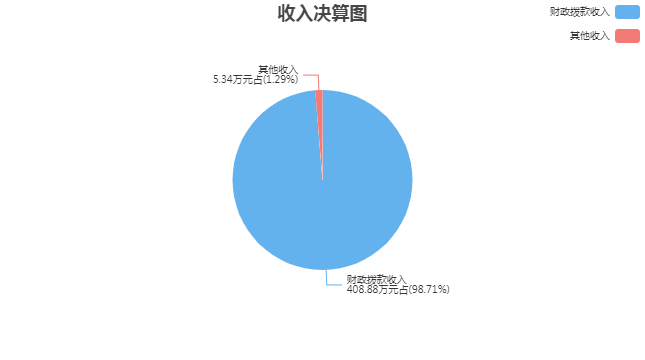 收入决算图
财政拨款收入
其他收入
其他收入
5.34万元占(1.29%)
财政拨款收入
408.88万元占(98.71%)